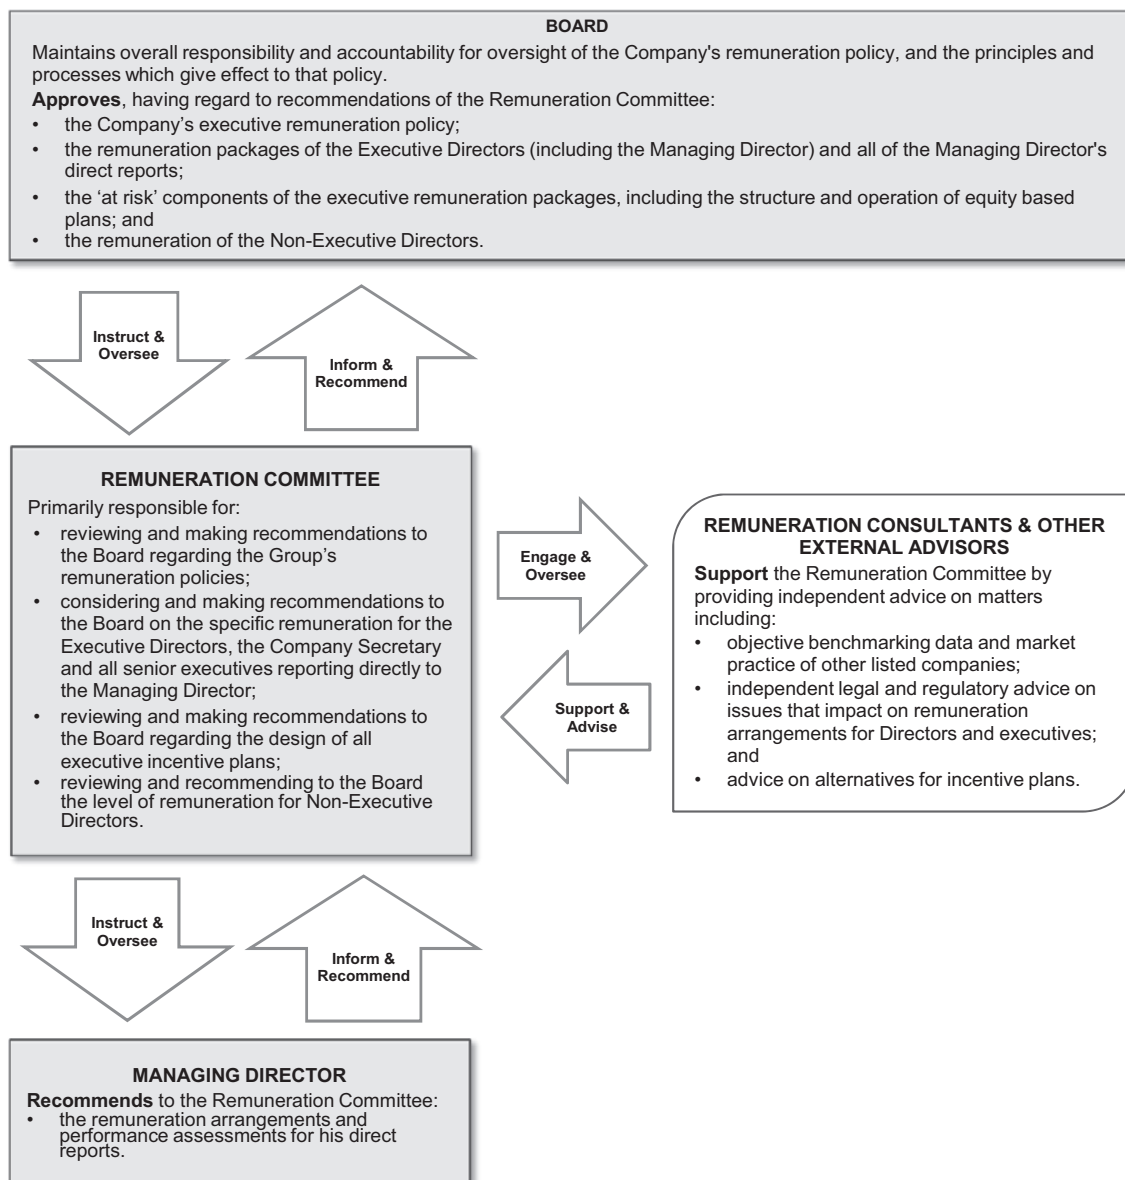 BOARD
Maintains overall responsibility and accountability for oversight of the Company's remuneration policy, and the principles and
processes which give effect to that policy.
Approves, having regard to recommendations of the Remuneration Committee:
• the Company’s executive remuneration policy;
• the remuneration packages of the Executive Directors (including the Managing Director) and all of the Managing Director's
direct reports;
• the ‘at risk’ components of the executive remuneration packages, including the structure and operation of equity based
plans; and
• the remuneration of the Non-Executive Directors.
Instruct &
Oversee
Inform &
Recommend
REMUNERATION COMMITTEE
Primarily responsible for:
• reviewing and making recommendations to
the Board regarding the Group’s
remuneration policies;
• considering and making recommendations to
the Board on the specific remuneration for the
Executive Directors, the Company Secretary
and all senior executives reporting directly to
the Managing Director;
• reviewing and making recommendations to
the Board regarding the design of all
executive incentive plans;
• reviewing and recommending to the Board
the level of remuneration for Non-Executive
Directors.
Engage &
Oversee
Support &
Advise
REMUNERATION CONSULTANTS & OTHER
EXTERNAL ADVISORS
Support the Remuneration Committee by
providing independent advice on matters
including:
• objective benchmarking data and market
practice of other listed companies;
• independent legal and regulatory advice on
issues that impact on remuneration
arrangements for Directors and executives;
and
• advice on alternatives for incentive plans.
Instruct &
Oversee
Inform &
Recommend
MANAGING DIRECTOR
Recommends to the Remuneration Committee:
• the remuneration arrangements and
performance assessments for his direct
reports.